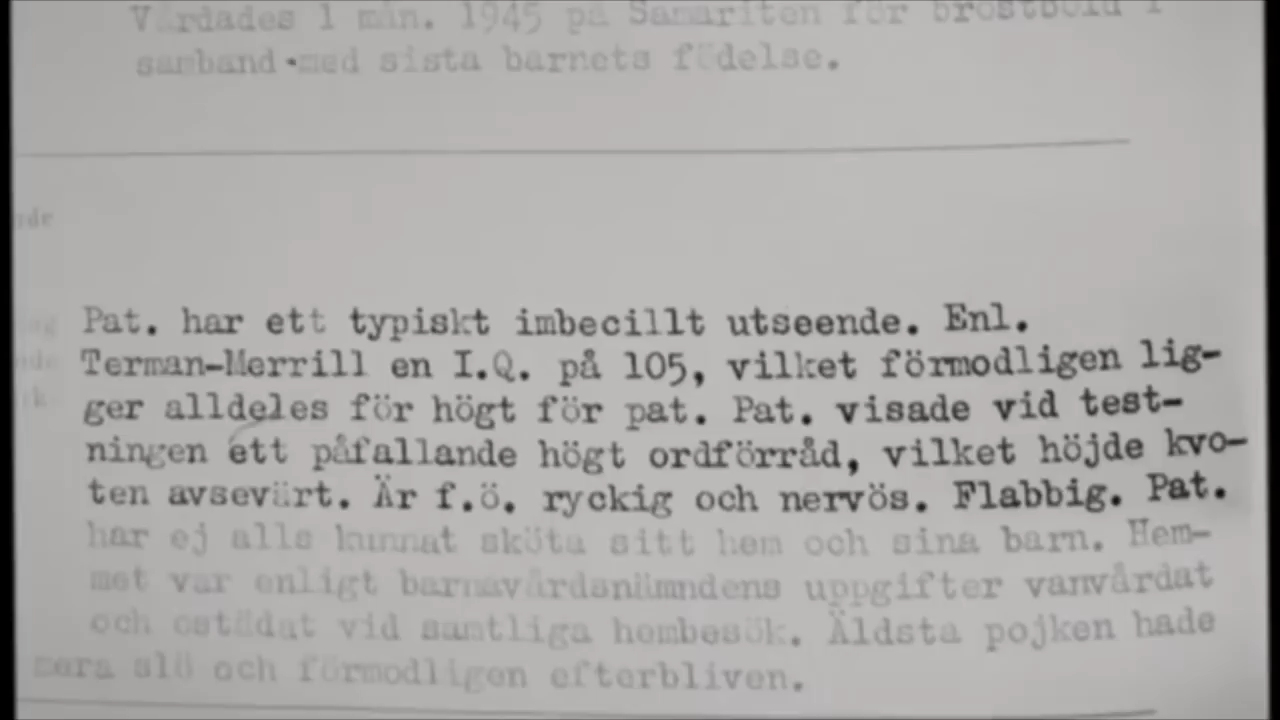 Vårdades 1 mån. 1945 på Samariten för bröstböld i
samband med sista barnets födelse.
Pat. har ett typiskt imbecillt utseende. Enl.
Terman-Merrill en I.Q. på 105, vilket förmodligen lig-
ger alldeles för högt för pat. Pat. visade vid test-
ningen ett påfallande högt ordförråd, vilket höjde kvo-
ten avsevärt. Är f.ö. ryckig och nervös. Flabbig. Pat.
har ej alls kunnat sköta sitt hem och sina barn. Hem-
met var enligt barnavårdsnämndens uppgifter vanvårdat
och ostädat vid samtliga hembesök. Äldsta pojken hade
mera slö och förmodligen efterbliven.